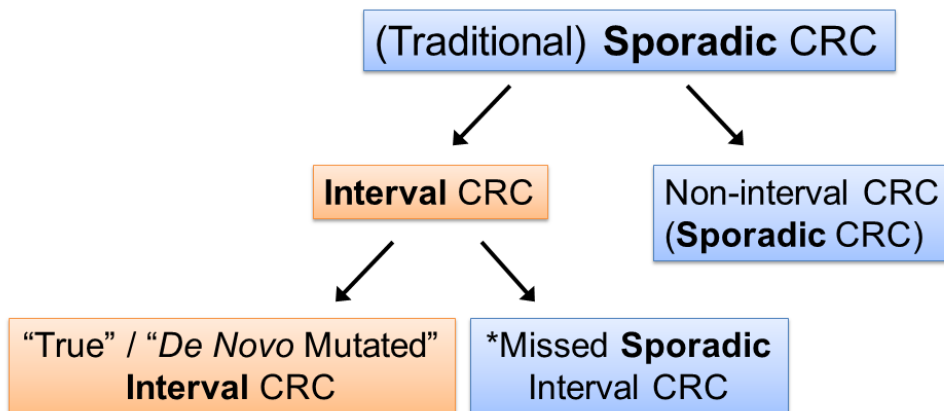 (Traditional) Sporadic CRC
Interval CRC
Non-interval CRC
(Sporadic CRC)
“True” / “De Novo Mutated”
Interval CRC
*Missed Sporadic
Interval CRC